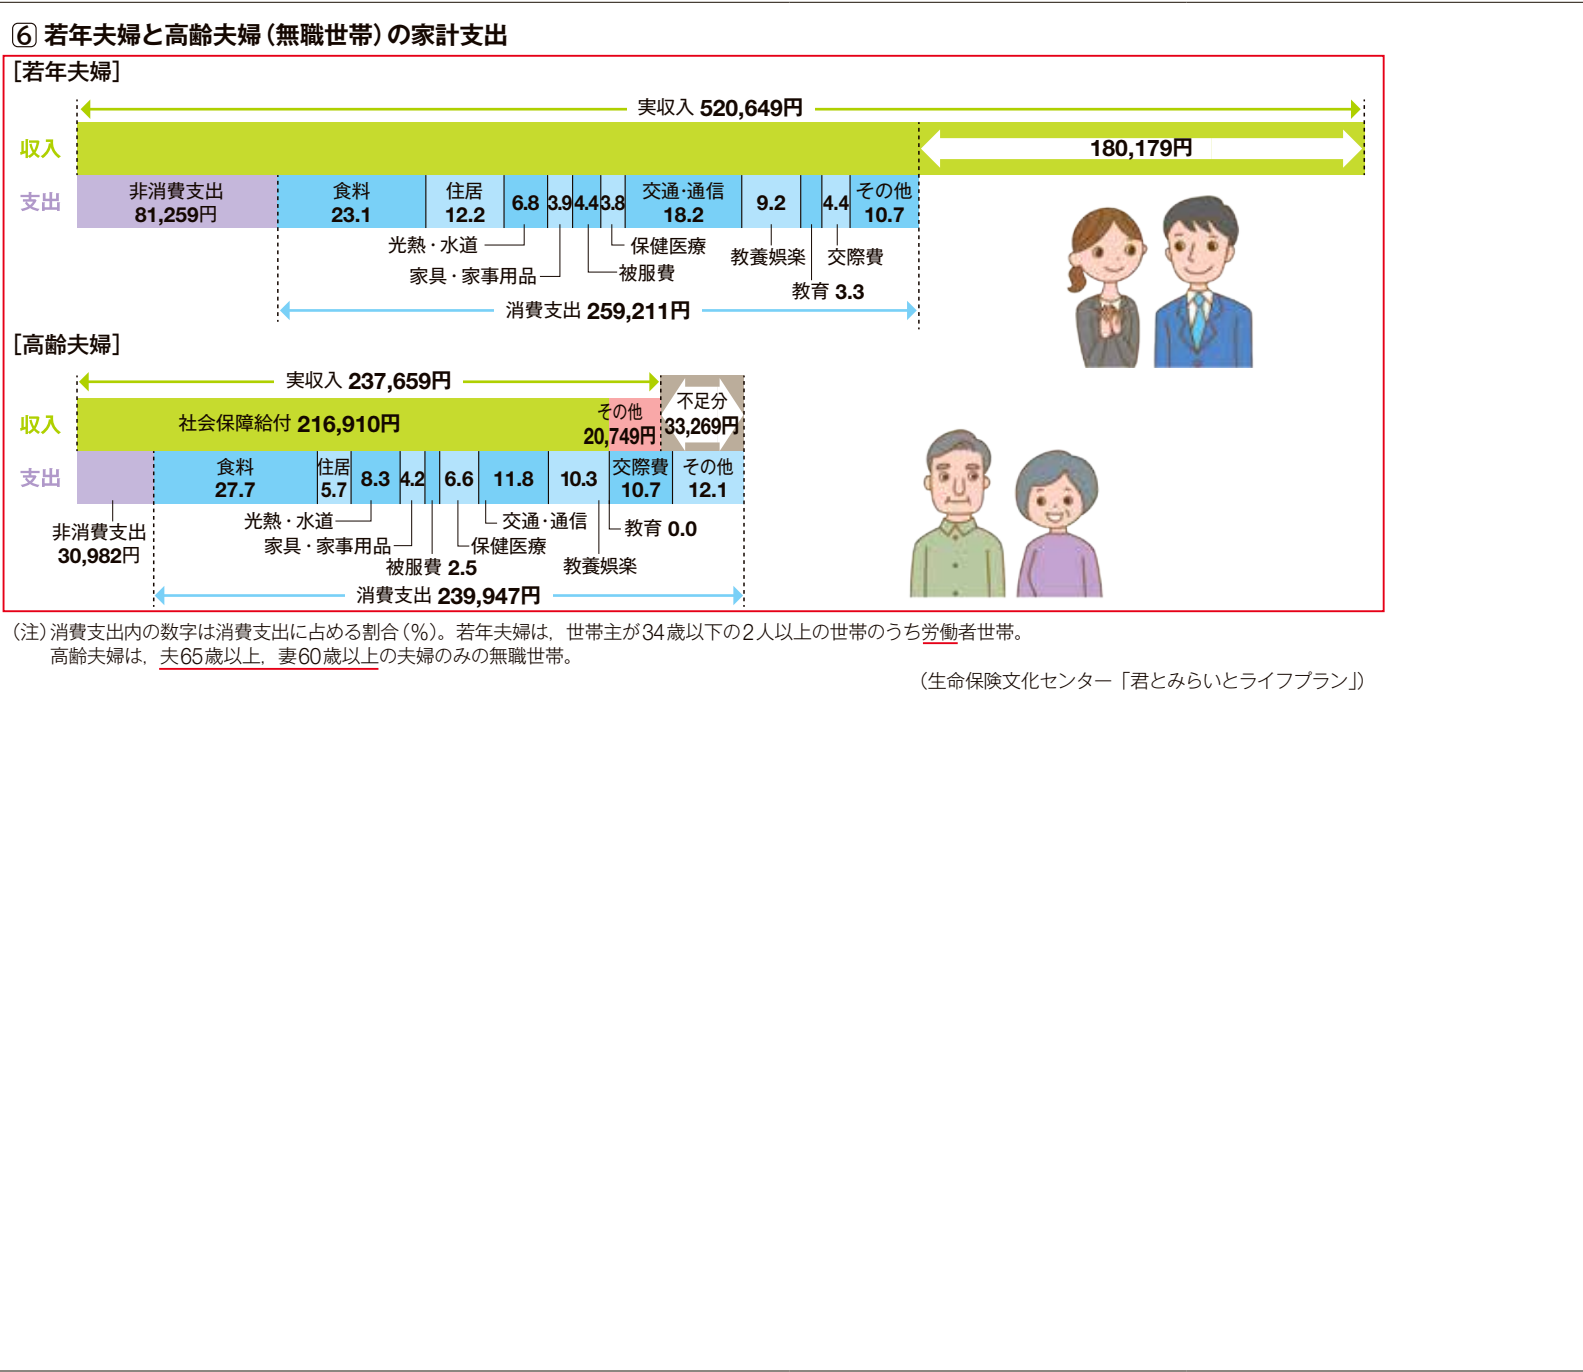 ⑥ 若年夫婦と高齢夫婦（無職世帯）の家計支出
［若年夫婦］
実収入 520,649円
収入
180,179円
支出
非消費支出 81,259円
食料 23.1
住居 12.2
6.8
3.9
4.4
3.8
交通・通信 18.2
9.2
4.4
その他 10.7
光熱・水道
保健医療
教養娯楽
交際費
家具・家事用品
被服費
教育 3.3
消費支出 259,211円
［高齢夫婦］
実収入 237,659円
収入
社会保障給付 216,910円
その他 20,749円
不足分 33,269円
支出
食料 27.7
住居 5.7
8.3
4.2
6.6
11.8
10.3
交際費 10.7
その他 12.1
非消費支出 30,982円
光熱・水道
交通・通信
教育 0.0
家具・家事用品
保健医療
被服費 2.5
教養娯楽
消費支出 239,947円
（注）消費支出内の数字は消費支出に占める割合（％）。若年夫婦は，世帯主が34歳以下の2人以上の世帯のうち労働者世帯。
高齢夫婦は，夫65歳以上，妻60歳以上の夫婦のみの無職世帯。
（生命保険文化センター「君とみらいとライフプラン」）